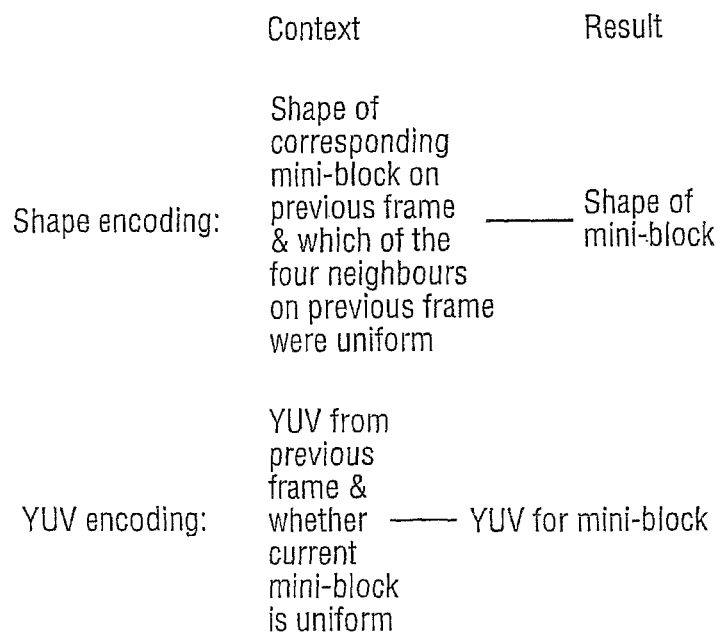 Context Result
Shape of
corresponding
mini-block on
previous frame
& which of the
four neighbours
on previous frame
were uniform
Shape encoding:
Shape of
mini-block
YUV from
previous
frame &
whether
current
mini-block
is uniform
YUV encoding:
YUV for mini-block